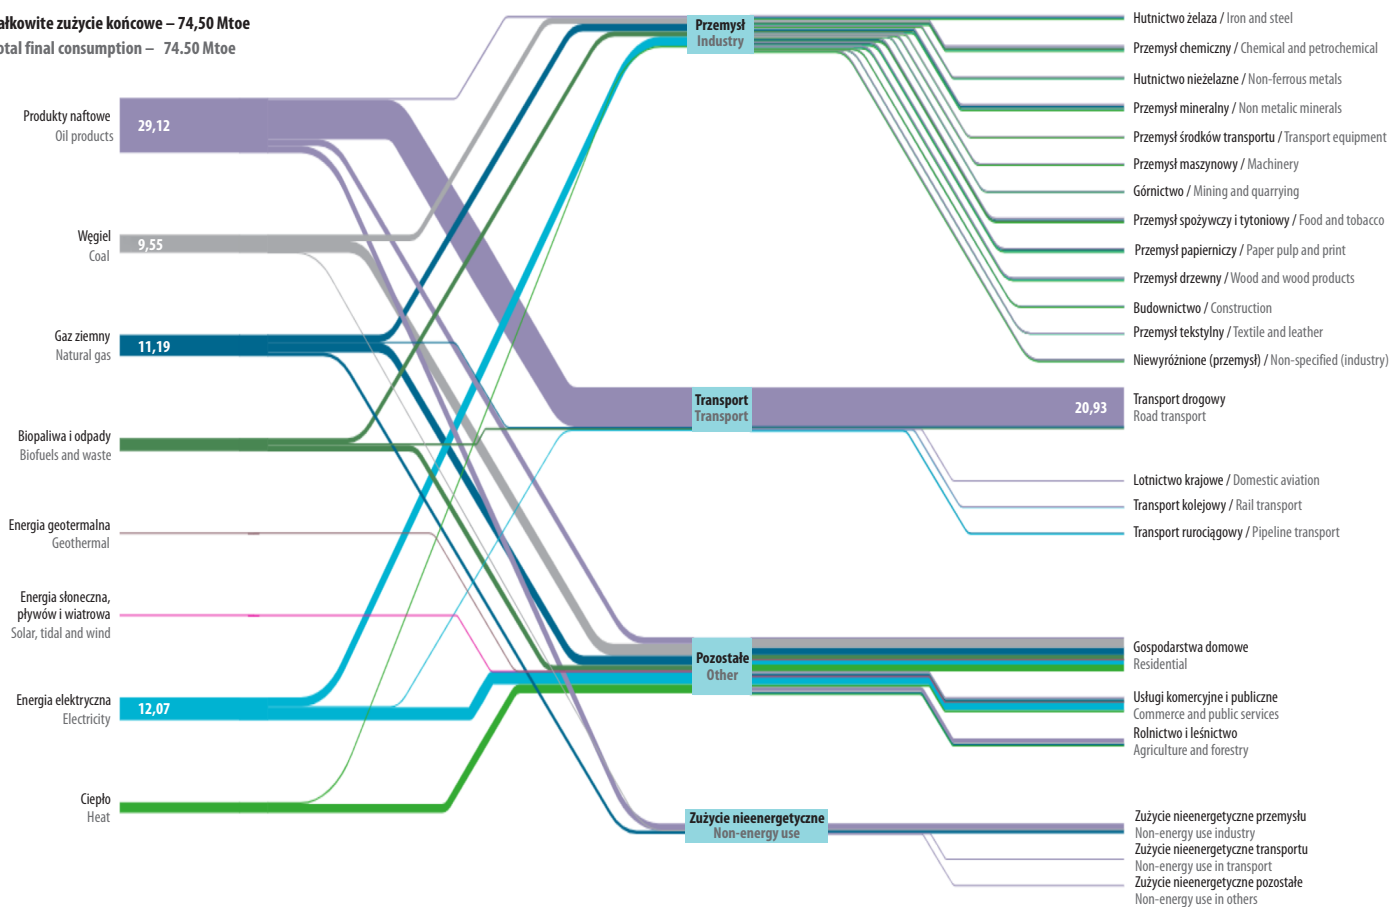 ałkowite zużycie końcowe – 74,50 Mtoe
otal final consumption – 74.50 Mtoe
Produkty naftowe
Oil products
29,12
Węgiel
Coal
9,55
Gaz ziemny
Natural gas
11,19
Biopaliwa i odpady
Biofuels and waste
Energia geotermalna
Geothermal
Energia słoneczna,
pływów i wiatrowa
Solar, tidal and wind
Energia elektryczna
Electricity
12,07
Ciepło
Heat
Przemysł
Industry
Transport
Transport
Pozostałe
Other
Zużycie nieenergetyczne
Non-energy use
Hutnictwo żelaza / Iron and steel
Przemysł chemiczny / Chemical and petrochemical
Hutnictwo nieżelazne / Non-ferrous metals
Przemysł mineralny / Non metalic minerals
Przemysł środków transportu / Transport equipment
Przemysł maszynowy / Machinery
Górnictwo / Mining and quarrying
Przemysł spożywczy i tytoniowy / Food and tobacco
Przemysł papierniczy / Paper pulp and print
Przemysł drzewny / Wood and wood products
Budownictwo / Construction
Przemysł tekstylny / Textile and leather
Niewyróżnione (przemysł) / Non-specified (industry)
20,93
Transport drogowy
Road transport
Lotnictwo krajowe / Domestic aviation
Transport kolejowy / Rail transport
Transport rurociągowy / Pipeline transport
Gospodarstwa domowe
Residential
Usługi komercyjne i publiczne
Commerce and public services
Rolnictwo i leśnictwo
Agriculture and forestry
Zużycie nieenergetyczne przemysłu
Non-energy use industry
Zużycie nieenergetyczne transportu
Non-energy use in transport
Zużycie nieenergetyczne pozostałe
Non-energy use in others